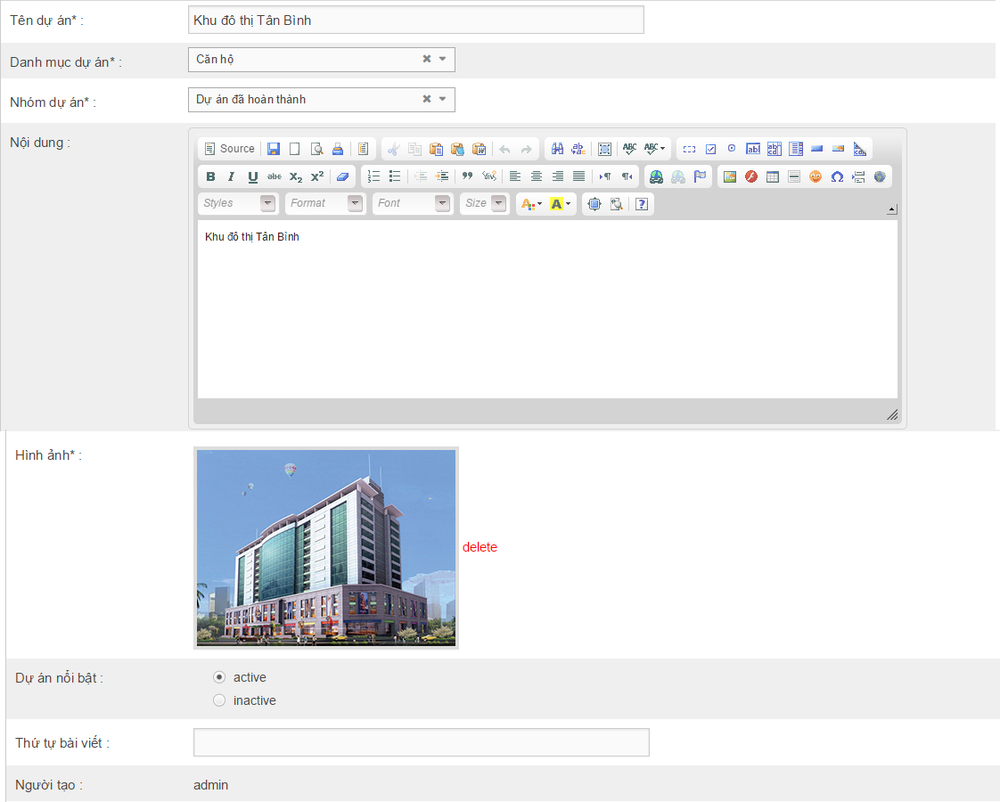 Tên dự án* :
Khu đô thị Tân Bình
Danh mục dự án* :
Căn hộ
Nhóm dự án* :
Dự án đã hoàn thành
Nội dung :
Source
Styles
Format
Font
Size
Khu đô thị Tân Bình
Hình ảnh* :
delete
Dự án nổi bật :
active
inactive
Thứ tự bài viết :
Người tạo :
admin